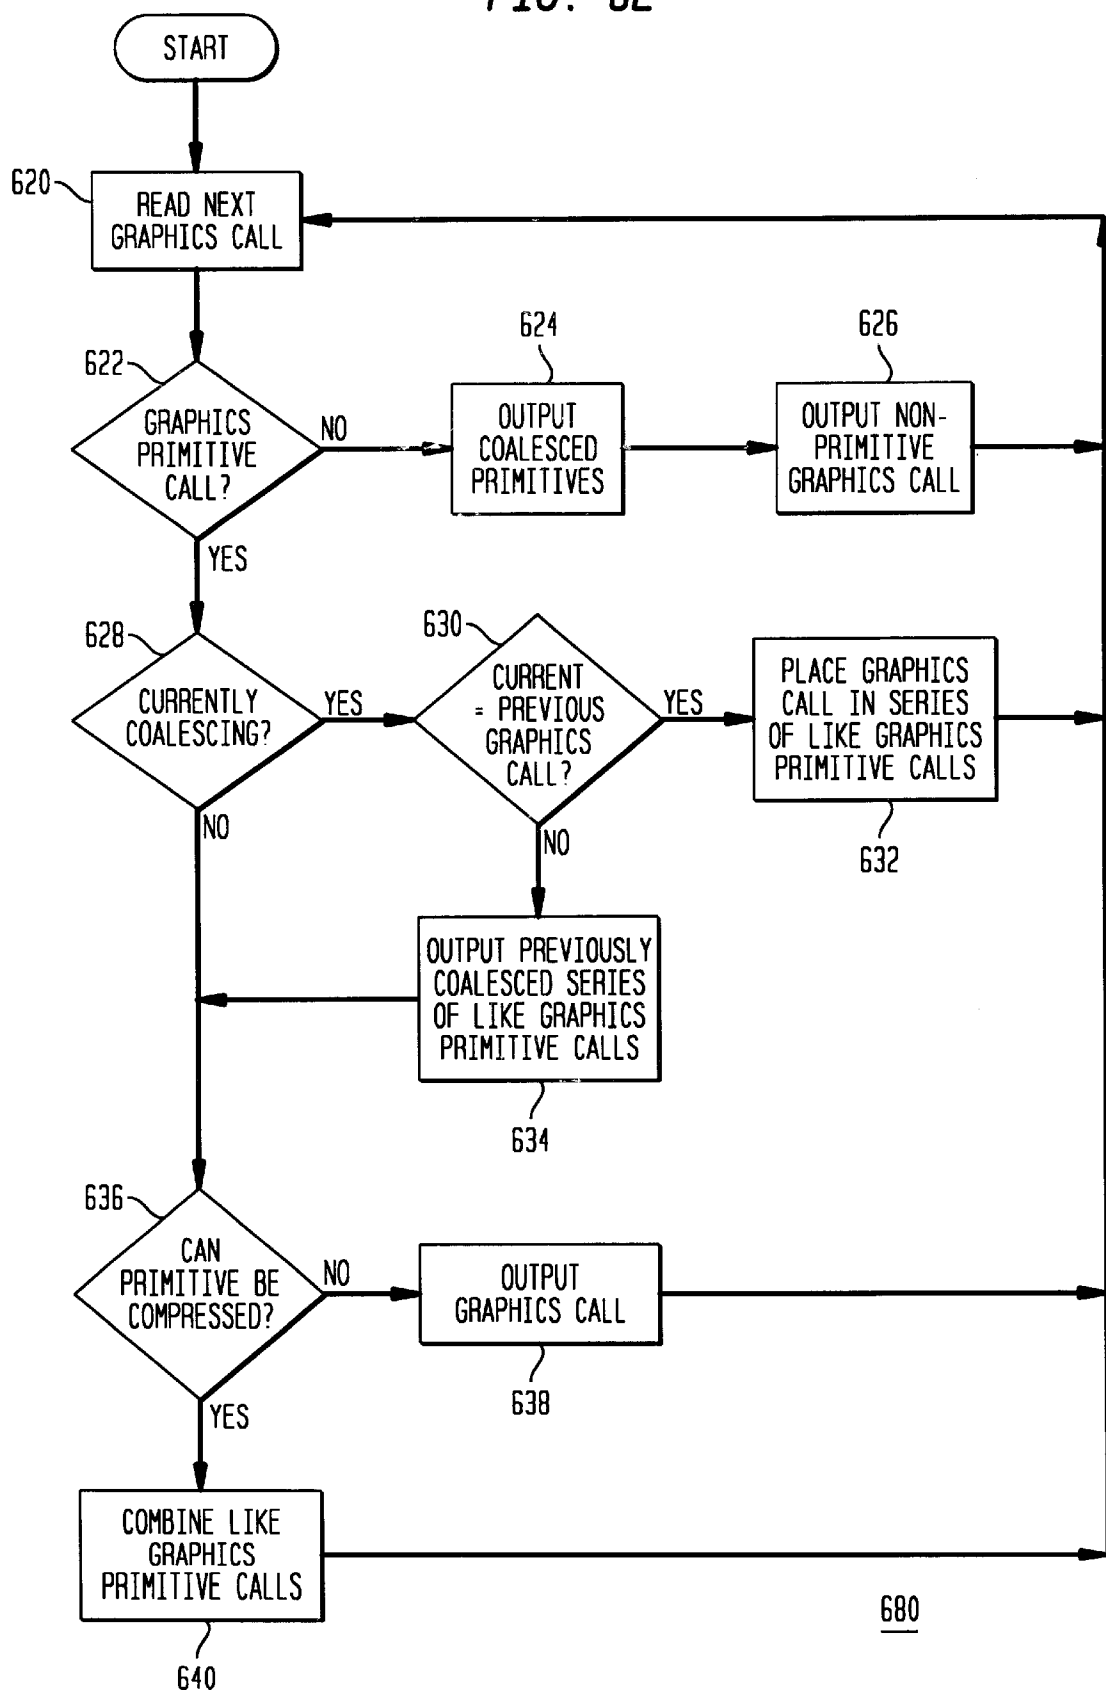 START
620
READ NEXT
GRAPHICS CALL
622
GRAPHICS
PRIMITIVE
CALL?
NO
YES
624
OUTPUT
COALESCED
PRIMITIVES
626
OUTPUT NON-
PRIMITIVE
GRAPHICS CALL
628
CURRENTLY
COALESCING?
YES
NO
630
CURRENT
= PREVIOUS
GRAPHICS
CALL?
YES
NO
PLACE GRAPHICS
CALL IN SERIES
OF LIKE GRAPHICS
PRIMITIVE CALLS
632
OUTPUT PREVIOUSLY
COALESCED SERIES
OF LIKE GRAPHICS
PRIMITIVE CALLS
634
636
CAN
PRIMITIVE BE
COMPRESSED?
NO
YES
OUTPUT
GRAPHICS CALL
638
COMBINE LIKE
GRAPHICS
PRIMITIVE CALLS
640
680